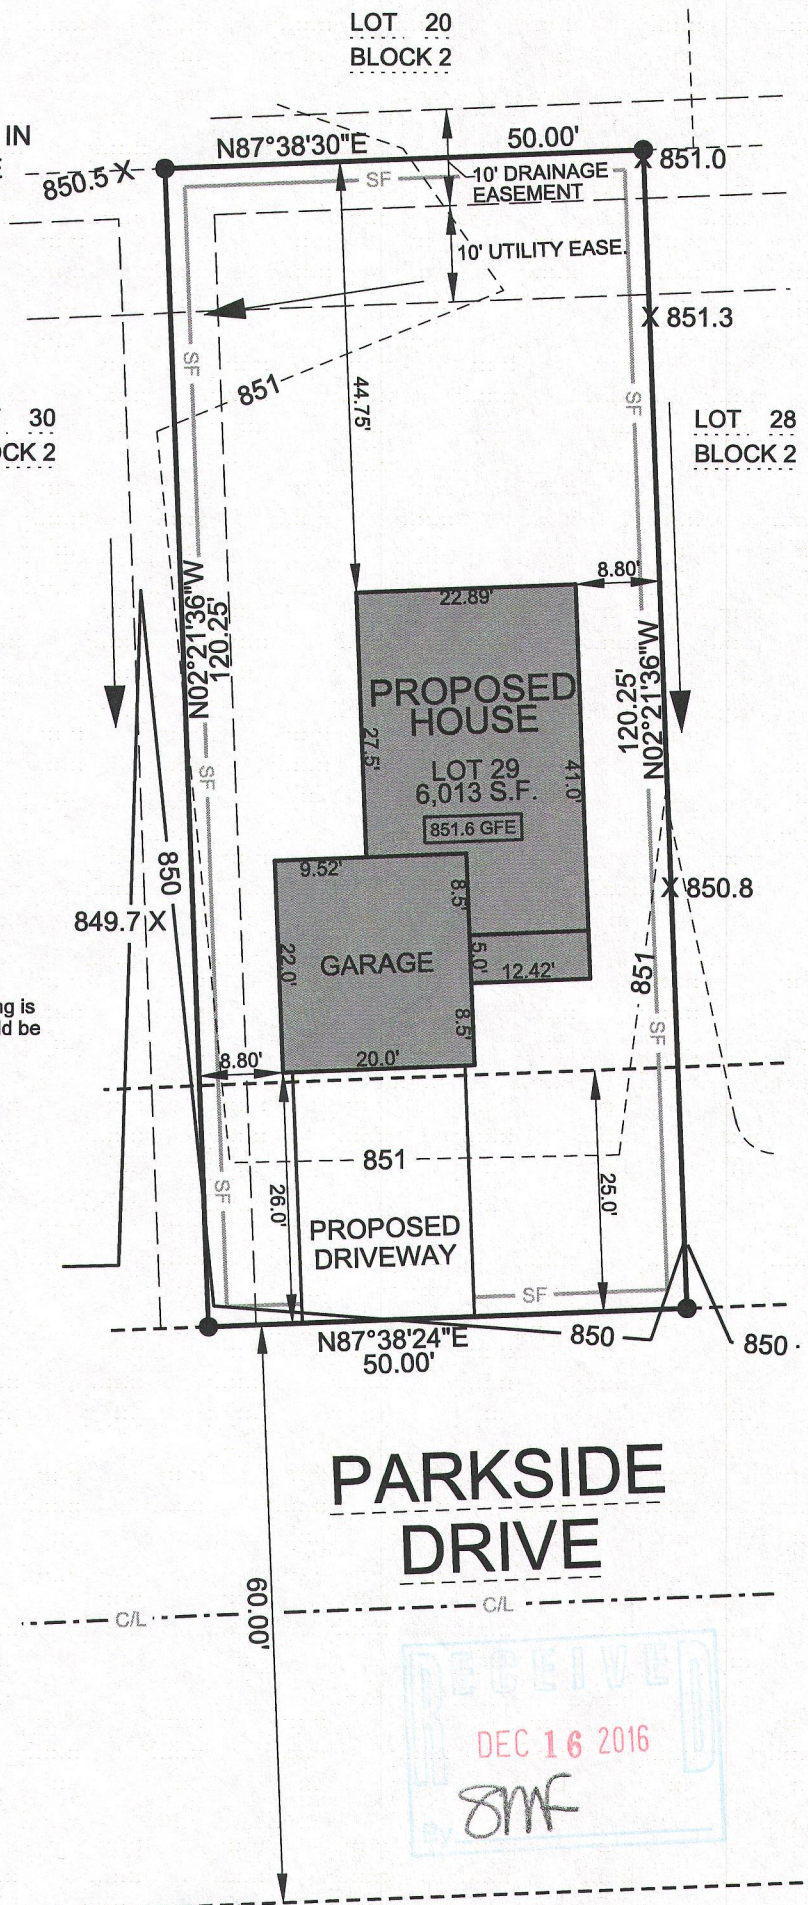 LOT 20
BLOCK 2
IN
N87°38'30"E
50.00'
850.5 X
X 851.0
SF
10' DRAINAGE
EASEMENT
10' UTILITY EASE.
X 851.3
SF
851
44.75'
SF
30
OCK 2
LOT 28
BLOCK 2
8.80'
22.89'
N02°21'36"W
120.25'
PROPOSED
HOUSE
27.5'
LOT 29
6,013 S.F.
41.0'
851.6 GFE
120.25'
N02°21'36"W
SF
850
9.52'
8.5'
X 850.8
849.7 X
GARAGE
22.0'
5.0'
12.42'
851
8.5'
ng is
ld be
SF
8.80'
20.0'
851
SF
26.0'
25.0'
PROPOSED
DRIVEWAY
SF
N87°38'24"E
50.00'
850
850
PARKSIDE
DRIVE
60.00'
C/L
C/L
RECEIVED
DEC 16 2016
By SMF